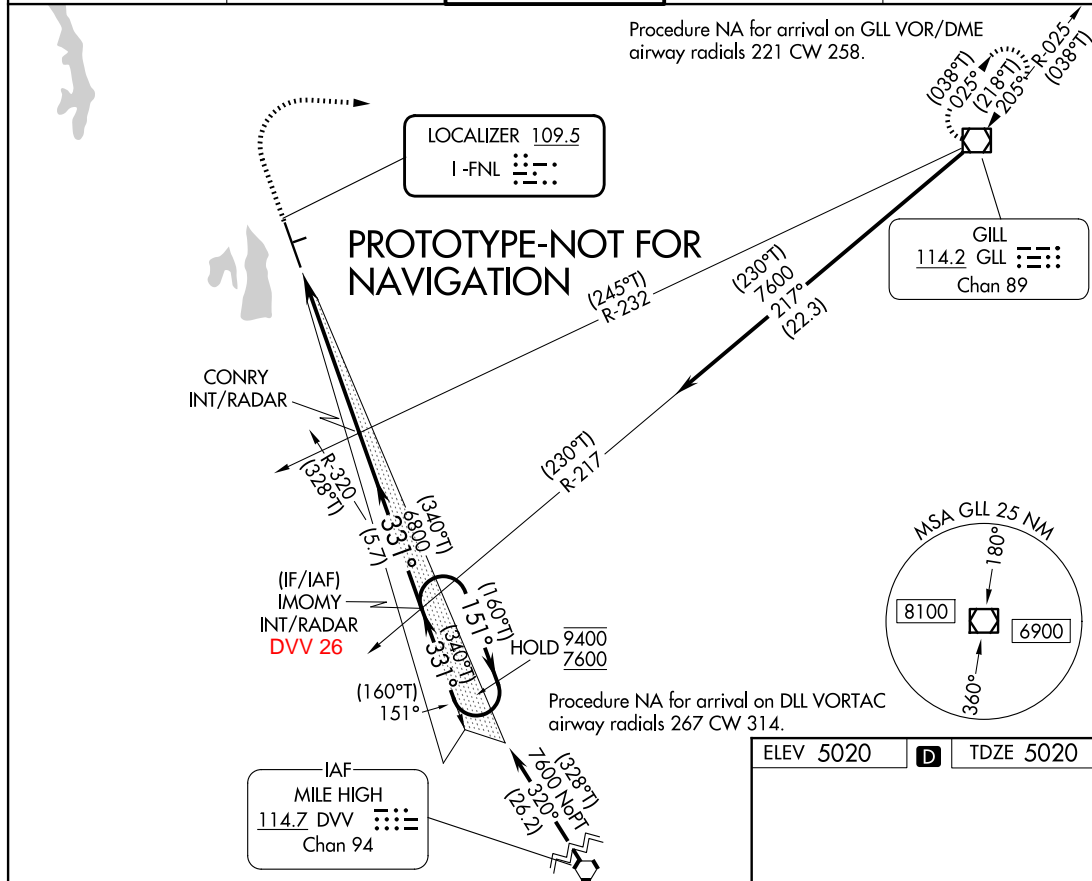 Procedure NA for arrival on GLL VOR/DME
airway radials 221 CW 258.
R-025
(038°T)
(038°T)
025°
(218°T)
205°
LOCALIZER 109.5
I-FNL
PROTOTYPE-NOT FOR
NAVIGATION
GILL
114.2 GLL
Chan 89
(245°T)
R-232
(230°T)
7600
217°
(22.3)
CONRY
INT/RADAR
R-320
(328°T)
(230°T)
R-217
(340°T)
6800
331°
(5.7)
MSA GLL 25 NM
180°
8100
6900
360°
(IF/IAF)
IMOMY
INT/RADAR
DVV 26
(160°T)
151°
HOLD 9400
7600
(340°T)
331°
(160°T)
151°
Procedure NA for arrival on DLL VORTAC
airway radials 267 CW 314.
(328°T)
7600 NoPT
320°
(26.2)
IAF
MILE HIGH
114.7 DVV
Chan 94
ELEV 5020 D TDZE 5020